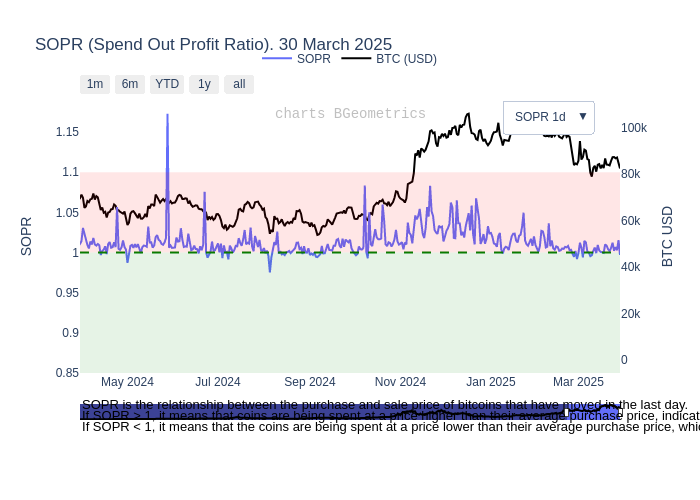 SOPR (Spend Out Profit Ratio). 30 March 2025
SOPR BTC (USD)
1m 6m YTD 1y all
charts BGeometrics
SOPR 1d ▼
1.15
1.1
1.05
1
0.95
0.9
0.85
SOPR
100k
80k
60k
40k
20k
0
BTC USD
May 2024 Jul 2024 Sep 2024 Nov 2024 Jan 2025 Mar 2025
SOPR is the relationship between the purchase and sale price of bitcoins that have moved in the last day.
If SOPR > 1, it means that coins are being spent at a price higher than their average purchase price, indicat
If SOPR < 1, it means that the coins are being spent at a price lower than their average purchase price, whic